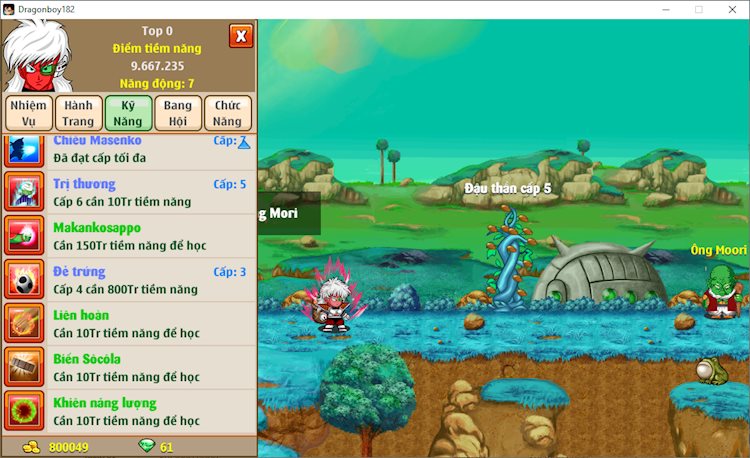 Dragonboy182
Top 0
Điểm tiềm năng
9.667.235
Năng động: 7
Nhiệm Vụ
Hành Trang
Kỹ Năng
Bang Hội
Chức Năng
Chiêu Masenko Cấp: 7
Đã đạt cấp tối đa
Trị thương Cấp: 5
Cấp 6 cần 10Tr tiềm năng
Makankosappo
Cần 150Tr tiềm năng để học
Đẻ trứng Cấp: 3
Cấp 4 cần 800Tr tiềm năng
Liên hoàn
Cần 10Tr tiềm năng để học
Biến Sôcôla
Cần 10Tr tiềm năng để học
Khiên năng lượng
Cần 10Tr tiềm năng để học
800049 61
Đậu thần cấp 5
g Mori
Ông Moori